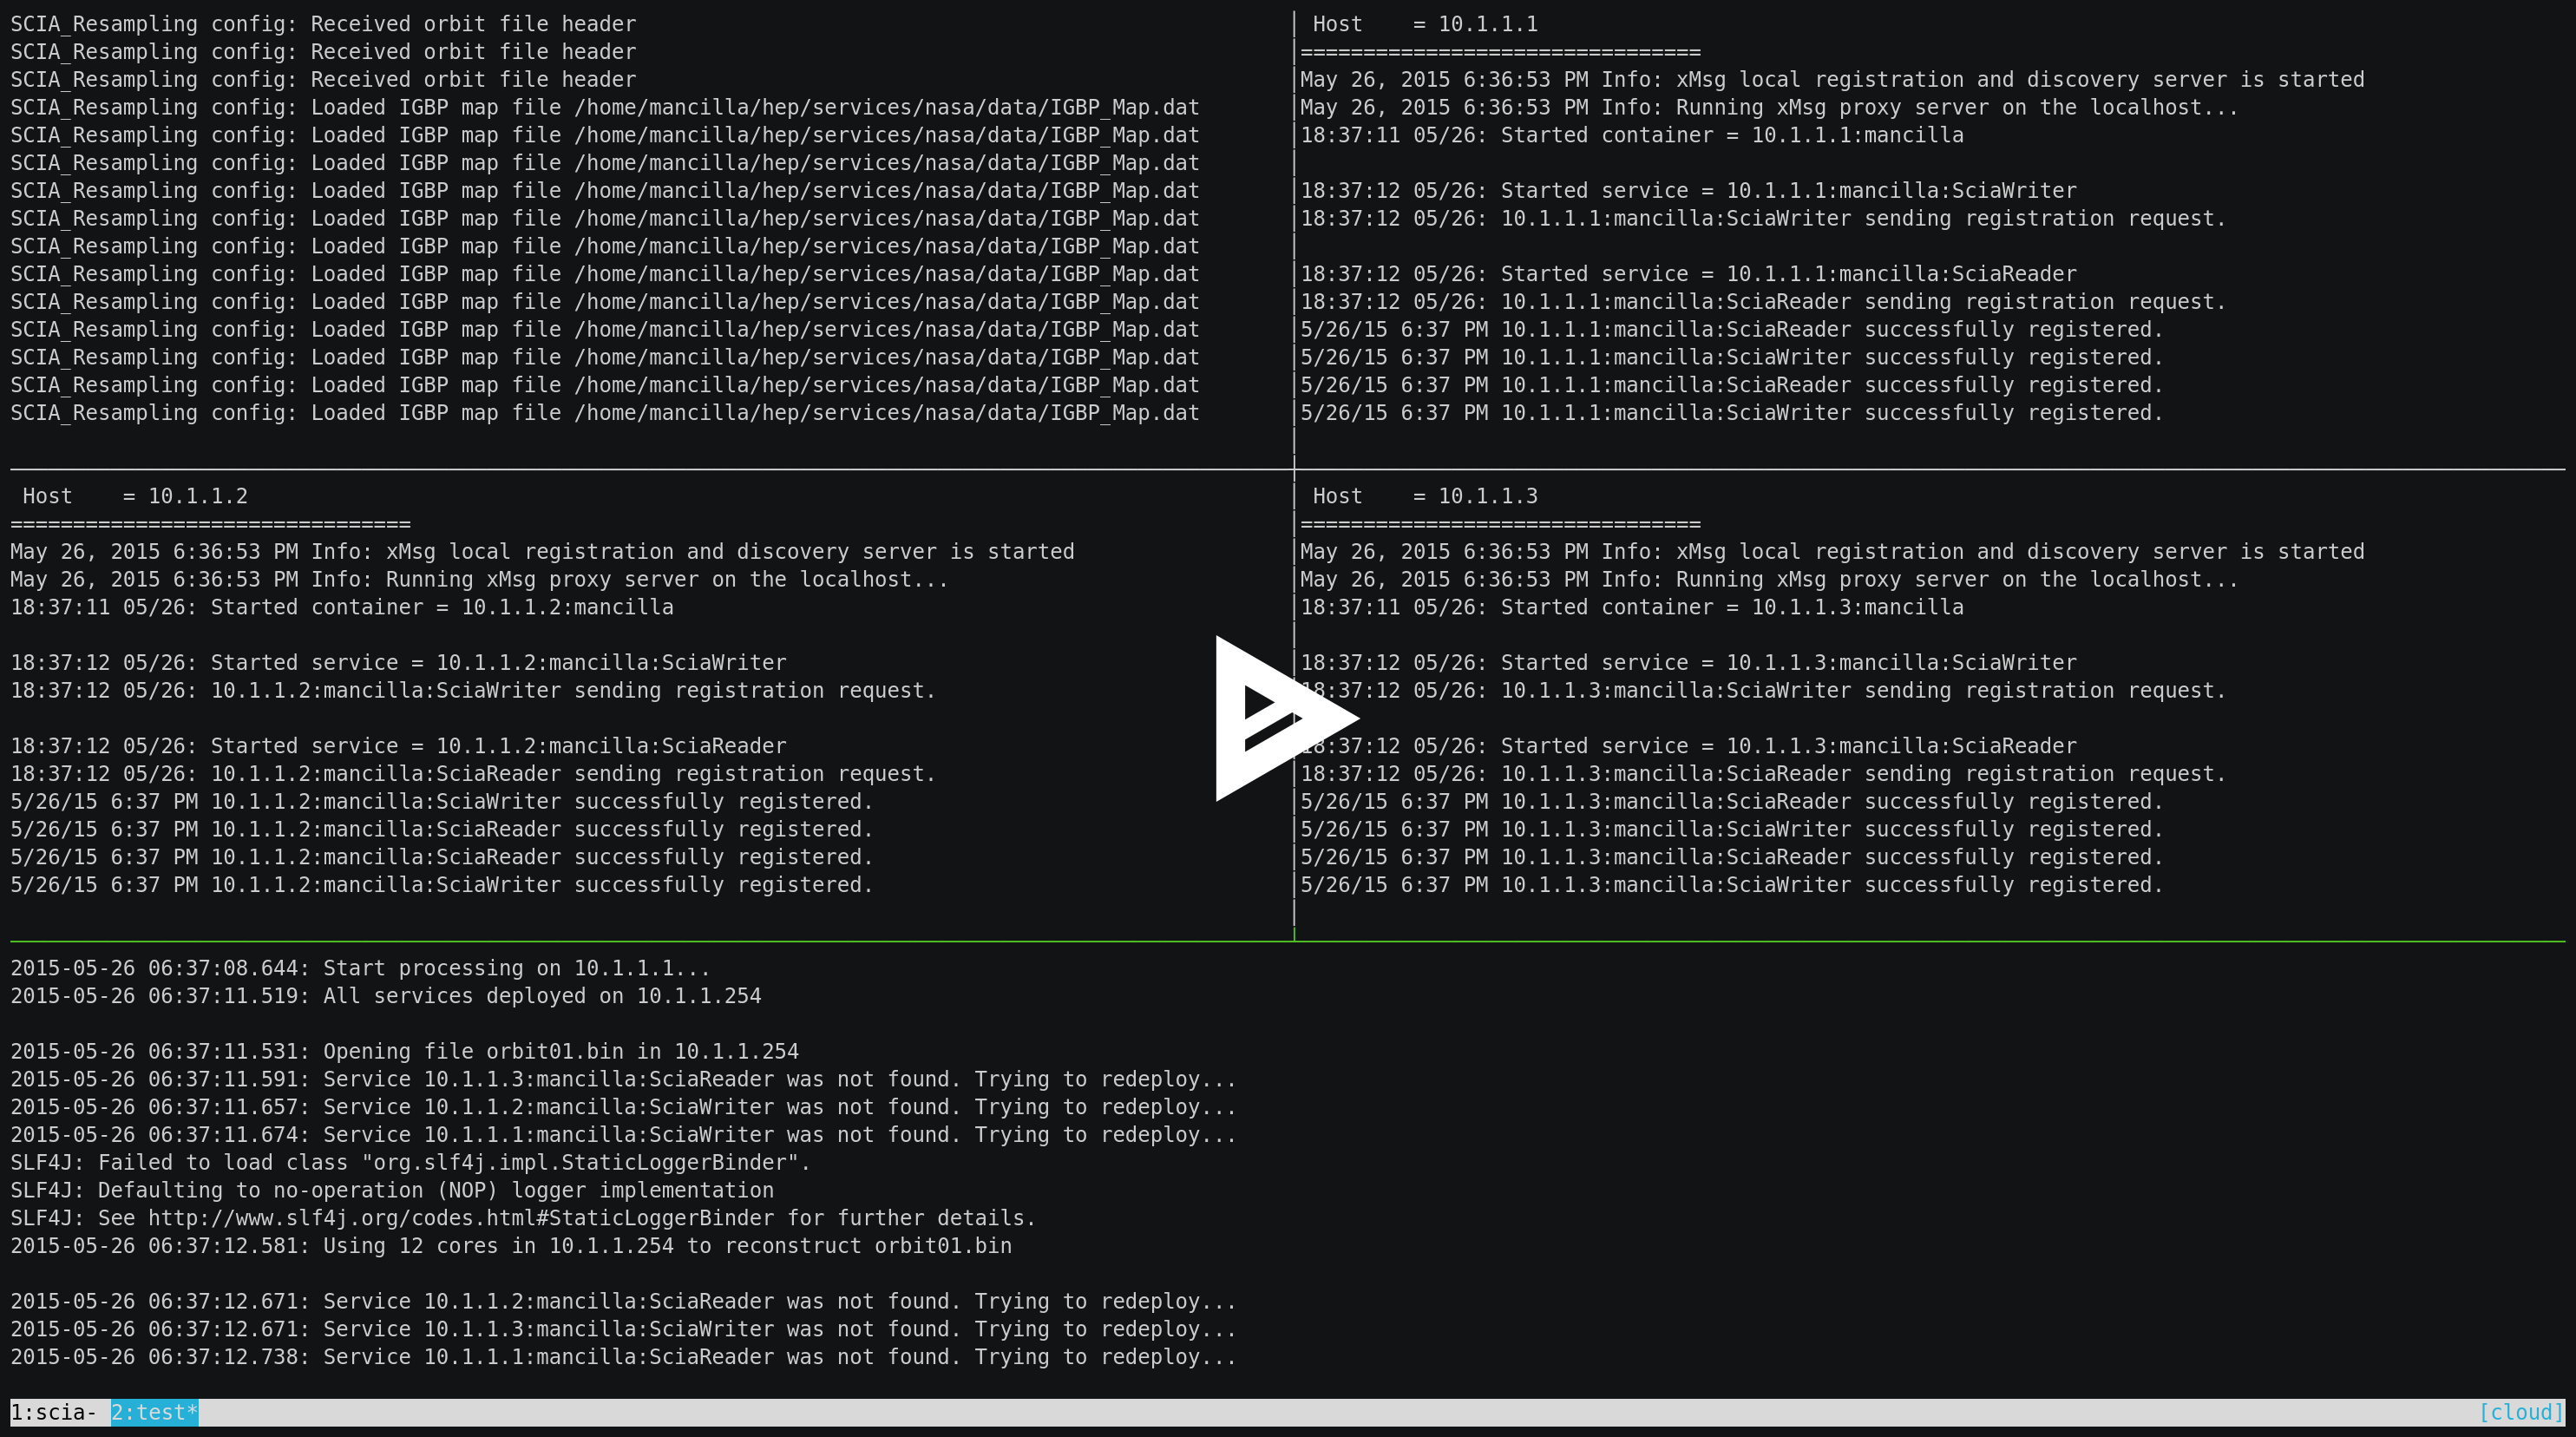 SCIA_Resampling config: Received orbit file header
SCIA_Resampling config: Received orbit file header
SCIA_Resampling config: Received orbit file header
SCIA_Resampling config: Loaded IGBP map file /home/mancilla/hep/services/nasa/data/IGBP_Map.dat
SCIA_Resampling config: Loaded IGBP map file /home/mancilla/hep/services/nasa/data/IGBP_Map.dat
SCIA_Resampling config: Loaded IGBP map file /home/mancilla/hep/services/nasa/data/IGBP_Map.dat
SCIA_Resampling config: Loaded IGBP map file /home/mancilla/hep/services/nasa/data/IGBP_Map.dat
SCIA_Resampling config: Loaded IGBP map file /home/mancilla/hep/services/nasa/data/IGBP_Map.dat
SCIA_Resampling config: Loaded IGBP map file /home/mancilla/hep/services/nasa/data/IGBP_Map.dat
SCIA_Resampling config: Loaded IGBP map file /home/mancilla/hep/services/nasa/data/IGBP_Map.dat
SCIA_Resampling config: Loaded IGBP map file /home/mancilla/hep/services/nasa/data/IGBP_Map.dat
SCIA_Resampling config: Loaded IGBP map file /home/mancilla/hep/services/nasa/data/IGBP_Map.dat
SCIA_Resampling config: Loaded IGBP map file /home/mancilla/hep/services/nasa/data/IGBP_Map.dat
SCIA_Resampling config: Loaded IGBP map file /home/mancilla/hep/services/nasa/data/IGBP_Map.dat
SCIA_Resampling config: Loaded IGBP map file /home/mancilla/hep/services/nasa/data/IGBP_Map.dat
Host    = 10.1.1.1
================================
May 26, 2015 6:36:53 PM Info: xMsg local registration and discovery server is started
May 26, 2015 6:36:53 PM Info: Running xMsg proxy server on the localhost...
18:37:11 05/26: Started container = 10.1.1.1:mancilla
18:37:12 05/26: Started service = 10.1.1.1:mancilla:SciaWriter
18:37:12 05/26: 10.1.1.1:mancilla:SciaWriter sending registration request.
18:37:12 05/26: Started service = 10.1.1.1:mancilla:SciaReader
18:37:12 05/26: 10.1.1.1:mancilla:SciaReader sending registration request.
5/26/15 6:37 PM 10.1.1.1:mancilla:SciaReader successfully registered.
5/26/15 6:37 PM 10.1.1.1:mancilla:SciaWriter successfully registered.
5/26/15 6:37 PM 10.1.1.1:mancilla:SciaReader successfully registered.
5/26/15 6:37 PM 10.1.1.1:mancilla:SciaWriter successfully registered.
Host    = 10.1.1.2
================================
May 26, 2015 6:36:53 PM Info: xMsg local registration and discovery server is started
May 26, 2015 6:36:53 PM Info: Running xMsg proxy server on the localhost...
18:37:11 05/26: Started container = 10.1.1.2:mancilla
18:37:12 05/26: Started service = 10.1.1.2:mancilla:SciaWriter
18:37:12 05/26: 10.1.1.2:mancilla:SciaWriter sending registration request.
18:37:12 05/26: Started service = 10.1.1.2:mancilla:SciaReader
18:37:12 05/26: 10.1.1.2:mancilla:SciaReader sending registration request.
5/26/15 6:37 PM 10.1.1.2:mancilla:SciaWriter successfully registered.
5/26/15 6:37 PM 10.1.1.2:mancilla:SciaReader successfully registered.
5/26/15 6:37 PM 10.1.1.2:mancilla:SciaReader successfully registered.
5/26/15 6:37 PM 10.1.1.2:mancilla:SciaWriter successfully registered.
Host    = 10.1.1.3
================================
May 26, 2015 6:36:53 PM Info: xMsg local registration and discovery server is started
May 26, 2015 6:36:53 PM Info: Running xMsg proxy server on the localhost...
18:37:11 05/26: Started container = 10.1.1.3:mancilla
18:37:12 05/26: Started service = 10.1.1.3:mancilla:SciaWriter
18:37:12 05/26: 10.1.1.3:mancilla:SciaWriter sending registration request.
18:37:12 05/26: Started service = 10.1.1.3:mancilla:SciaReader
18:37:12 05/26: 10.1.1.3:mancilla:SciaReader sending registration request.
5/26/15 6:37 PM 10.1.1.3:mancilla:SciaReader successfully registered.
5/26/15 6:37 PM 10.1.1.3:mancilla:SciaWriter successfully registered.
5/26/15 6:37 PM 10.1.1.3:mancilla:SciaReader successfully registered.
5/26/15 6:37 PM 10.1.1.3:mancilla:SciaWriter successfully registered.
2015-05-26 06:37:08.644: Start processing on 10.1.1.1...
2015-05-26 06:37:11.519: All services deployed on 10.1.1.254
2015-05-26 06:37:11.531: Opening file orbit01.bin in 10.1.1.254
2015-05-26 06:37:11.591: Service 10.1.1.3:mancilla:SciaReader was not found. Trying to redeploy...
2015-05-26 06:37:11.657: Service 10.1.1.2:mancilla:SciaWriter was not found. Trying to redeploy...
2015-05-26 06:37:11.674: Service 10.1.1.1:mancilla:SciaWriter was not found. Trying to redeploy...
SLF4J: Failed to load class "org.slf4j.impl.StaticLoggerBinder".
SLF4J: Defaulting to no-operation (NOP) logger implementation
SLF4J: See http://www.slf4j.org/codes.html#StaticLoggerBinder for further details.
2015-05-26 06:37:12.581: Using 12 cores in 10.1.1.254 to reconstruct orbit01.bin
2015-05-26 06:37:12.671: Service 10.1.1.2:mancilla:SciaReader was not found. Trying to redeploy...
2015-05-26 06:37:12.671: Service 10.1.1.3:mancilla:SciaWriter was not found. Trying to redeploy...
2015-05-26 06:37:12.738: Service 10.1.1.1:mancilla:SciaReader was not found. Trying to redeploy...
1:scia- 2:test* [cloud]